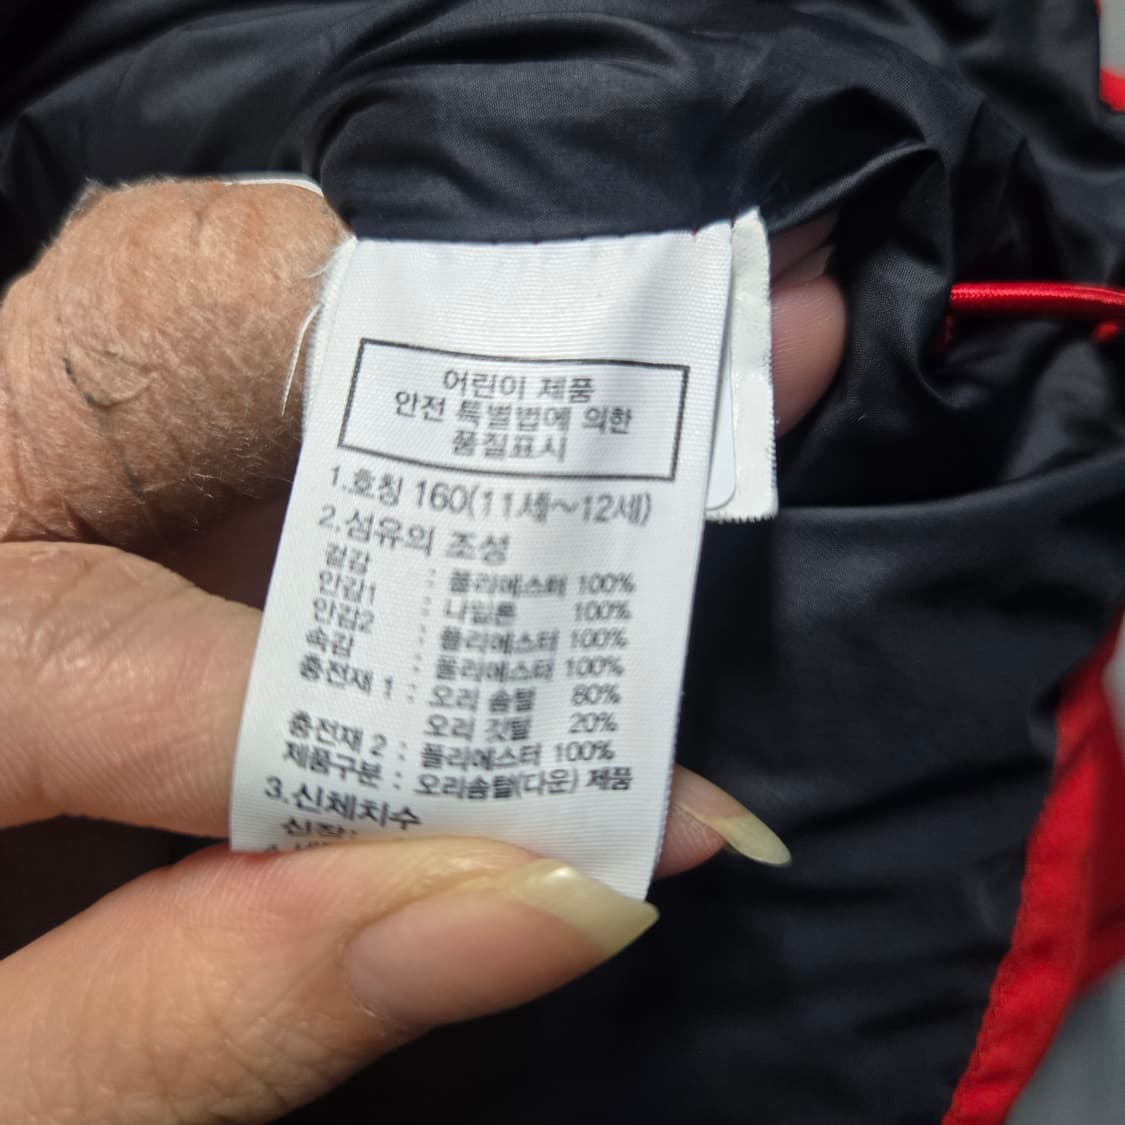 어린이 제품
안전 특별법에 의한
품질표시
1.호칭 160(11세~12세)
2.섬유의 조성
겉감 : 폴리에스터 100%
안감1 : 나일론 100%
안감2 : 폴리에스터 100%
속감 : 폴리에스터 100%
충전재 1 : 오리 솜털 80%
오리 깃털 20%
충전재 2 : 폴리에스터 100%
제품구분 : 오리솜털(다운) 제품
3.신체치수
신장: